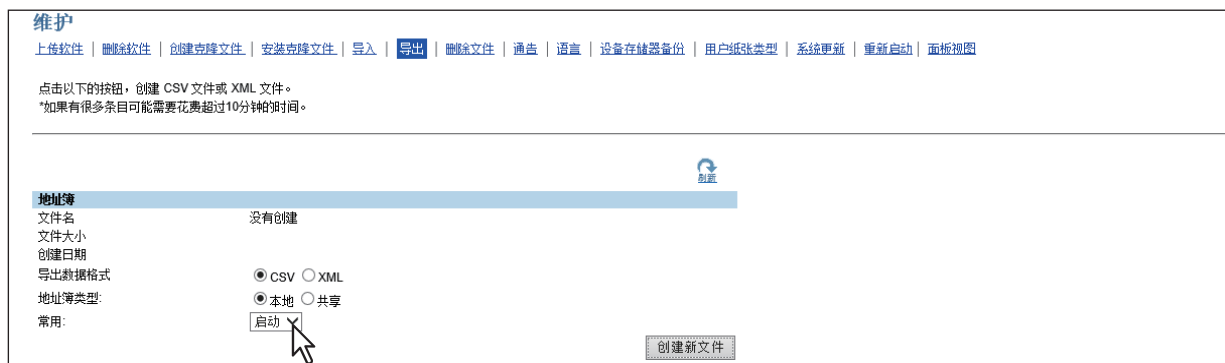 维护
上传软件 | 删除软件 | 创建克隆文件 | 安装克隆文件 | 导入 | 导出 | 删除文件 | 通告 | 语言 | 设备存储器备份 | 用户纸张类型 | 系统更新 | 重新启动 | 面板视图
点击以下的按钮，创建 CSV 文件或 XML 文件。
*如果有很多条目可能需要花费超过10分钟的时间。
刷新
地址簿
文件名 没有创建
文件大小
创建日期
导出数据格式 CSV XML
地址簿类型: 本地 共享
常用: 启动
创建新文件